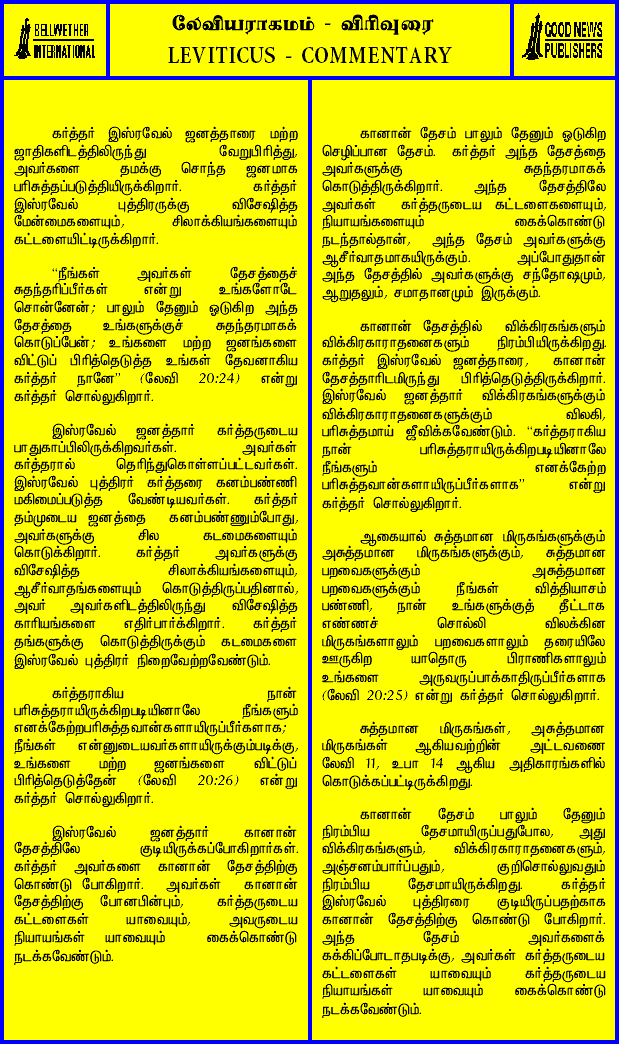 BELLWETHER
INTERNATIONAL
லேவியராகமம் - விரிவுரை
LEVITICUS - COMMENTARY
GOOD NEWS
PUBLISHERS
கர்த்தர் இஸ்ரவேல் ஜனத்தாரை மற்ற
ஜாதிகளிடத்திலிருந்து வேறுபிரித்து,
அவர்களை தமக்கு சொந்த ஜனமாக
பரிசுத்தப்படுத்தியிருக்கிறார். கர்த்தர்
இஸ்ரவேல் புத்திரருக்கு விசேஷித்த
மேன்மைகளையும், சிலாக்கியங்களையும்
கட்டளையிட்டிருக்கிறார்.
“நீங்கள் அவர்கள் தேசத்தைச்
சுதந்தரிப்பீர்கள் என்று உங்களோடே
சொன்னேன்; பாலும் தேனும் ஓடுகிற அந்த
தேசத்தை உங்களுக்குச் சுதந்தரமாகக்
கொடுப்பேன்; உங்களை மற்ற ஜனங்களை
விட்டுப் பிரித்தெடுத்த உங்கள் தேவனாகிய
கர்த்தர் நானே” (லேவி 20:24) என்று
கர்த்தர் சொல்லுகிறார்.
இஸ்ரவேல் ஜனத்தார் கர்த்தருடைய
பாதுகாப்பிலிருக்கிறவர்கள். அவர்கள்
கர்த்தரால் தெரிந்துகொள்ளப்பட்டவர்கள்.
இஸ்ரவேல் புத்திரர் கர்த்தரை கனம்பண்ணி
மகிமைப்படுத்த வேண்டியவர்கள். கர்த்தர்
தம்முடைய ஜனத்தை கனம்பண்ணும்போது,
அவர்களுக்கு சில கடமைகளையும்
கொடுக்கிறார். கர்த்தர் அவர்களுக்கு
விசேஷித்த சிலாக்கியங்களையும்,
ஆசீர்வாதங்களையும் கொடுத்திருப்பதினால்,
அவர் அவர்களிடத்திலிருந்து விசேஷித்த
காரியங்களை எதிர்பார்க்கிறார். கர்த்தர்
தங்களுக்கு கொடுத்திருக்கும் கடமைகளை
இஸ்ரவேல் புத்திரர் நிறைவேற்றவேண்டும்.
கர்த்தராகிய நான்
பரிசுத்தராயிருக்கிறபடியினாலே நீங்களும்
எனக்கேற்றபரிசுத்தவான்களாயிருப்பீர்களாக;
நீங்கள் என்னுடையவர்களாயிருக்கும்படிக்கு,
உங்களை மற்ற ஜனங்களை விட்டுப்
பிரித்தெடுத்தேன் (லேவி 20:26) என்று
கர்த்தர் சொல்லுகிறார்.
இஸ்ரவேல் ஜனத்தார் கானான்
தேசத்திலே குடியிருக்கப்போகிறார்கள்.
கர்த்தர் அவர்களை கானான் தேசத்திற்கு
கொண்டு போகிறார். அவர்கள் கானான்
தேசத்திற்கு போனபின்பும், கர்த்தருடைய
கட்டளைகள் யாவையும், அவருடைய
நியாயங்கள் யாவையும் கைக்கொண்டு
நடக்கவேண்டும்.
கானான் தேசம் பாலும் தேனும் ஓடுகிற
செழிப்பான தேசம். கர்த்தர் அந்த தேசத்தை
அவர்களுக்கு சுதந்தரமாகக்
கொடுத்திருக்கிறார். அந்த தேசத்திலே
அவர்கள் கர்த்தருடைய கட்டளைகளையும்,
நியாயங்களையும் கைக்கொண்டு
நடந்தால்தான், அந்த தேசம் அவர்களுக்கு
ஆசீர்வாதமாகயிருக்கும். அப்போதுதான்
அந்த தேசத்தில் அவர்களுக்கு சந்தோஷமும்,
ஆறுதலும், சமாதானமும் இருக்கும்.
கானான் தேசத்தில் விக்கிரகங்களும்
விக்கிரகாராதனைகளும் நிரம்பியிருக்கிறது.
கர்த்தர் இஸ்ரவேல் ஜனத்தாரை, கானான்
தேசத்தாரிடமிருந்து பிரித்தெடுத்திருக்கிறார்.
இஸ்ரவேல் ஜனத்தார் விக்கிரகங்களுக்கும்
விக்கிரகாராதனைகளுக்கும் விலகி,
பரிசுத்தமாய் ஜீவிக்கவேண்டும். “கர்த்தராகிய
நான் பரிசுத்தராயிருக்கிறபடியினாலே
நீங்களும் எனக்கேற்ற
பரிசுத்தவான்களாயிருப்பீர்களாக” என்று
கர்த்தர் சொல்லுகிறார்.
ஆகையால் சுத்தமான மிருகங்களுக்கும்
அசுத்தமான மிருகங்களுக்கும், சுத்தமான
பறவைகளுக்கும் அசுத்தமான
பறவைகளுக்கும் நீங்கள் வித்தியாசம்
பண்ணி, நான் உங்களுக்குத் தீட்டாக
எண்ணச் சொல்லி விலக்கின
மிருகங்களாலும் பறவைகளாலும் தரையிலே
ஊருகிற யாதொரு பிராணிகளாலும்
உங்களை அருவருப்பாக்காதிருப்பீர்களாக
(லேவி 20:25) என்று கர்த்தர் சொல்லுகிறார்.
சுத்தமான மிருகங்கள், அசுத்தமான
மிருகங்கள் ஆகியவற்றின் அட்டவணை
லேவி 11, உபா 14 ஆகிய அதிகாரங்களில்
கொடுக்கப்பட்டிருக்கிறது.
கானான் தேசம் பாலும் தேனும்
நிரம்பிய தேசமாயிருப்பதுபோல, அது
விக்கிரகங்களும், விக்கிரகாராதனைகளும்,
அஞ்சனம்பார்ப்பதும், குறிசொல்லுவதும்
நிரம்பிய தேசமாயிருக்கிறது. கர்த்தர்
இஸ்ரவேல் புத்திரரை குடியிருப்பதற்காக
கானான் தேசத்திற்கு கொண்டு போகிறார்.
அந்த தேசம் அவர்களைக்
கக்கிப்போடாதபடிக்கு, அவர்கள் கர்த்தருடைய
கட்டளைகள் யாவையும் கர்த்தருடைய
நியாயங்கள் யாவையும் கைக்கொண்டு
நடக்கவேண்டும்.